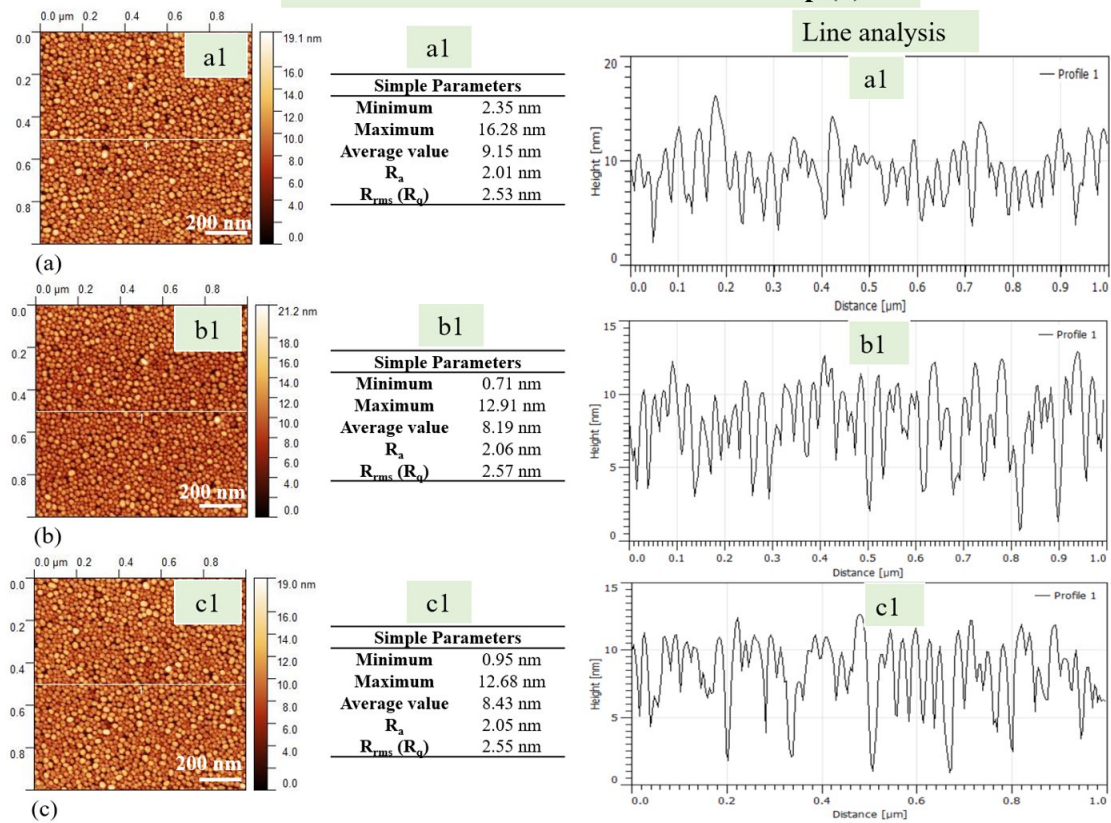 Line analysis
0.0 µm 0.2 0.4 0.6 0.8
0.0
0.2
0.4
0.6
0.8
a1
200 nm
19.1 nm
16.0
14.0
12.0
10.0
8.0
6.0
4.0
0.0
(a)
a1
Simple Parameters
Minimum 2.35 nm
Maximum 16.28 nm
Average value 9.15 nm
Ra 2.01 nm
Rrms (Rq) 2.53 nm
a1
Profile 1
Height [nm]
20
10
0
0.0 0.1 0.2 0.3 0.4 0.5 0.6 0.7 0.8 0.9 1.0
Distance [µm]
0.0 µm 0.2 0.4 0.6 0.8
0.0
0.2
0.4
0.6
0.8
b1
200 nm
21.2 nm
18.0
14.0
12.0
10.0
8.0
6.0
4.0
0.0
(b)
b1
Simple Parameters
Minimum 0.71 nm
Maximum 12.91 nm
Average value 8.19 nm
Ra 2.06 nm
Rrms (Rq) 2.57 nm
b1
Profile 1
Height [nm]
15
10
5
0
0.0 0.1 0.2 0.3 0.4 0.5 0.6 0.7 0.8 0.9 1.0
Distance [µm]
0.0 µm 0.2 0.4 0.6 0.8
0.0
0.2
0.4
0.6
0.8
c1
200 nm
19.0 nm
16.0
14.0
12.0
10.0
8.0
6.0
4.0
0.0
(c)
c1
Simple Parameters
Minimum 0.95 nm
Maximum 12.68 nm
Average value 8.43 nm
Ra 2.05 nm
Rrms (Rq) 2.55 nm
c1
Profile 1
Height [nm]
15
10
5
0
0.0 0.2 0.4 0.6 0.8 1.0
Distance [µm]